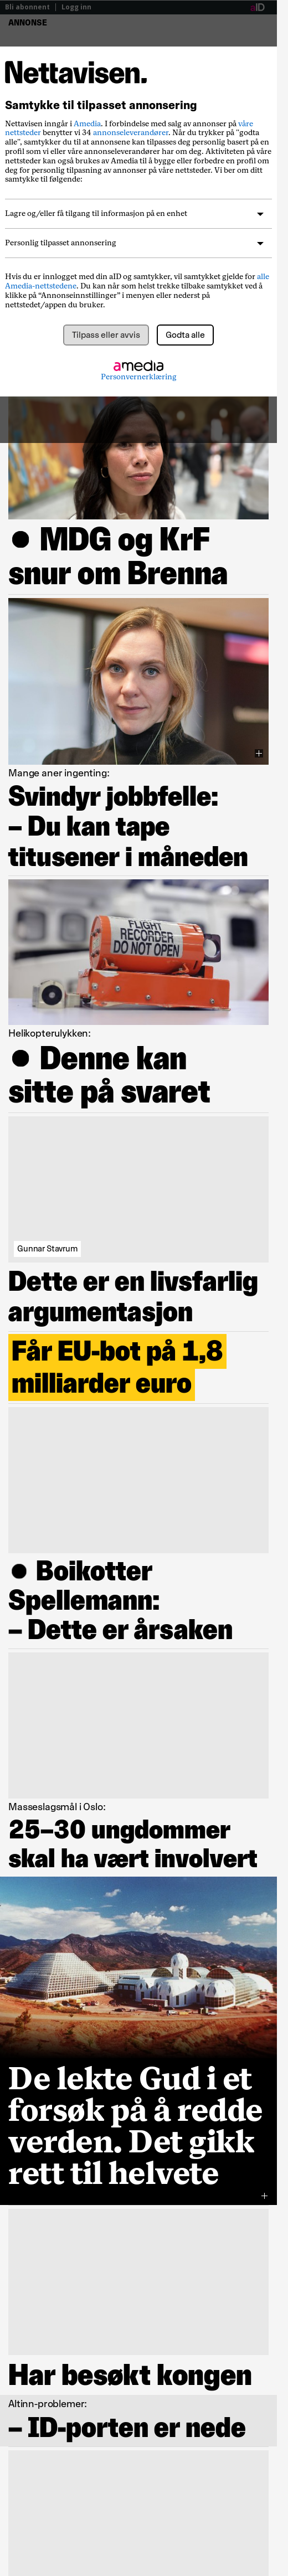 Bli abonnent | Logg inn
aID
ANNONSE
Nettavisen.
Samtykke til tilpasset annonsering
Nettavisen inngår i Amedia. I forbindelse med salg av annonser på våre
nettsteder benytter vi 34 annonseleverandører. Når du trykker på "godta
alle", samtykker du til at annonsene kan tilpasses deg personlig basert på en
profil som vi eller våre annonseleverandører har om deg. Aktiviteten på våre
nettsteder kan også brukes av Amedia til å bygge eller forbedre en profil om
deg for personlig tilpasning av annonser på våre nettsteder. Vi ber om ditt
samtykke til følgende:
Lagre og/eller få tilgang til informasjon på en enhet
Personlig tilpasset annonsering
Hvis du er innlogget med din aID og samtykker, vil samtykket gjelde for alle
Amedia-nettstedene. Du kan når som helst trekke tilbake samtykket ved å
klikke på “Annonseinnstillinger” i menyen eller nederst på
nettstedet/appen du bruker.
Tilpass eller avvis
Godta alle
amedia
Personvernerklæring
● MDG og KrF
snur om Brenna
Mange aner ingenting:
Svindyr jobbfelle:
– Du kan tape
titusener i måneden
FLIGHT
RECORDER
DO NOT OPEN
Helikopterulykken:
● Denne kan
sitte på svaret
Gunnar Stavrum
Dette er en livsfarlig
argumentasjon
Får EU-bot på 1,8
milliarder euro
● Boikotter
Spellemann:
– Dette er årsaken
Masseslagsmål i Oslo:
25–30 ungdommer
skal ha vært involvert
De lekte Gud i et
forsøk på å redde
verden. Det gikk
rett til helvete
Har besøkt kongen
Altinn-problemer:
– ID-porten er nede